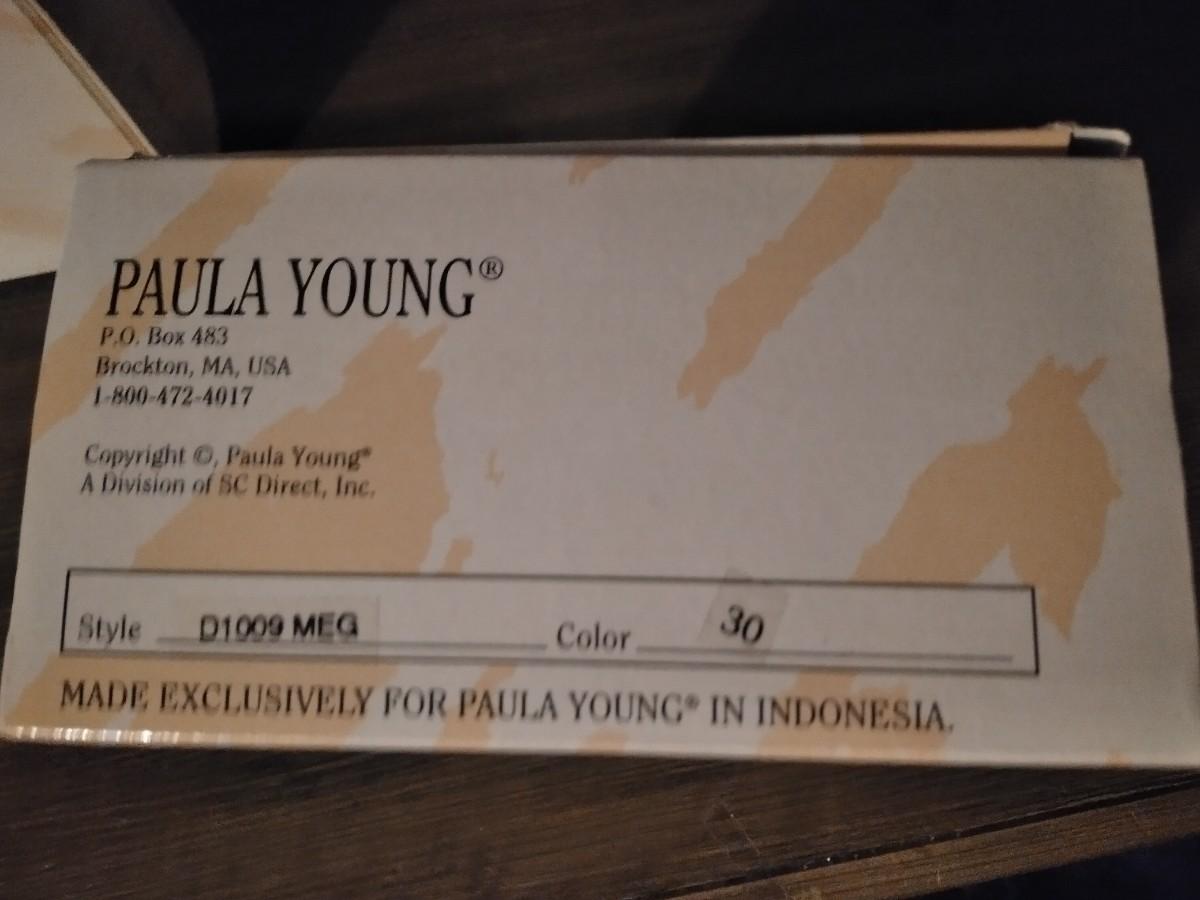 PAULA YOUNG®
P.O. Box 483
Brockton, MA, USA
1-800-472-4017
Copyright ©, Paula Young®
A Division of SC Direct, Inc.
Style D1009 MEG Color 30
MADE EXCLUSIVELY FOR PAULA YOUNG® IN INDONESIA.